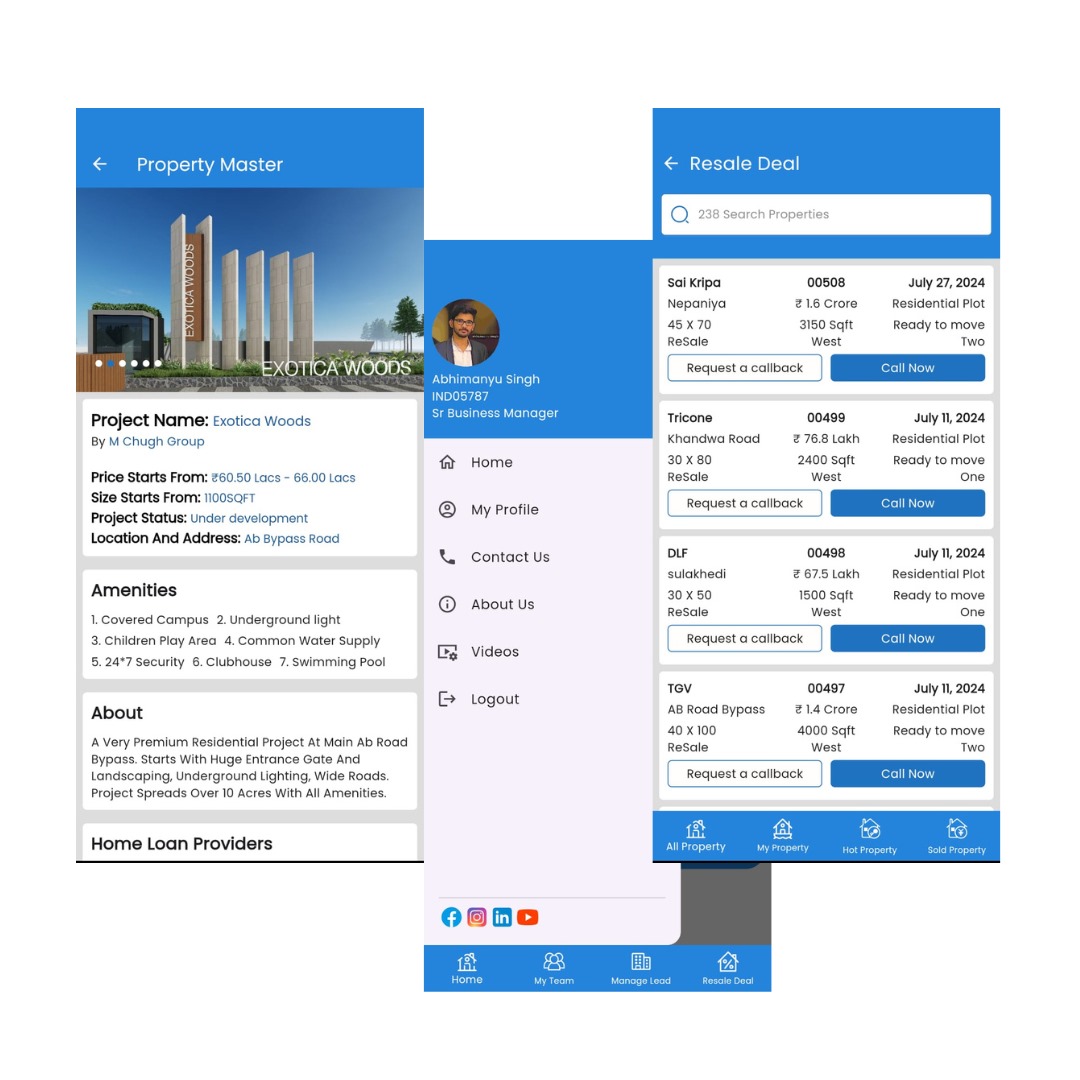 Property Master
EXOTICA WOODS
EXOTICA WOODS
Project Name: Exotica Woods
By M Chugh Group
Price Starts From: ₹60.50 Lacs - 66.00 Lacs
Size Starts From: 1100SQFT
Project Status: Under development
Location And Address: Ab Bypass Road
Amenities
1. Covered Campus 2. Underground light
3. Children Play Area 4. Common Water Supply
5. 24*7 Security 6. Clubhouse 7. Swimming Pool
About
A Very Premium Residential Project At Main Ab Road
Bypass. Starts With Huge Entrance Gate And
Landscaping, Underground Lighting, Wide Roads.
Project Spreads Over 10 Acres With All Amenities.
Home Loan Providers
Abhimanyu Singh
IND05787
Sr Business Manager
Home
My Profile
Contact Us
About Us
Videos
Logout
in
Home My Team Manage Lead Resale Deal
Resale Deal
238 Search Properties
Sai Kripa 00508 July 27, 2024
Nepaniya ₹ 1.6 Crore Residential Plot
45 X 70 3150 Sqft Ready to move
ReSale West Two
Request a callback Call Now
Tricone 00499 July 11, 2024
Khandwa Road ₹ 76.8 Lakh Residential Plot
30 X 80 2400 Sqft Ready to move
ReSale West One
Request a callback Call Now
DLF 00498 July 11, 2024
sulakhedi ₹ 67.5 Lakh Residential Plot
30 X 50 1500 Sqft Ready to move
ReSale West One
Request a callback Call Now
TGV 00497 July 11, 2024
AB Road Bypass ₹ 1.4 Crore Residential Plot
40 X 100 4000 Sqft Ready to move
ReSale West Two
Request a callback Call Now
All Property My Property Hot Property Sold Property